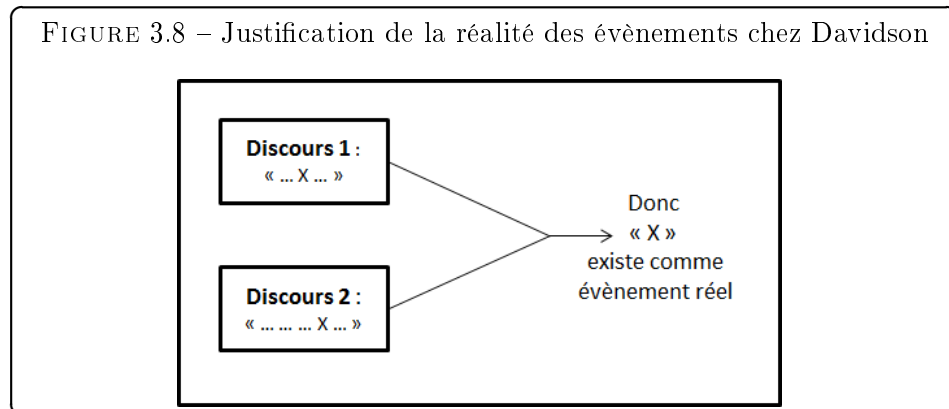 FIGURE 3.8 – Justification de la réalité des évènements chez Davidson
Discours 1 :
« ... X ... »
Discours 2 :
« ... ... ... X ... »
Donc
« X »
existe comme
évènement réel